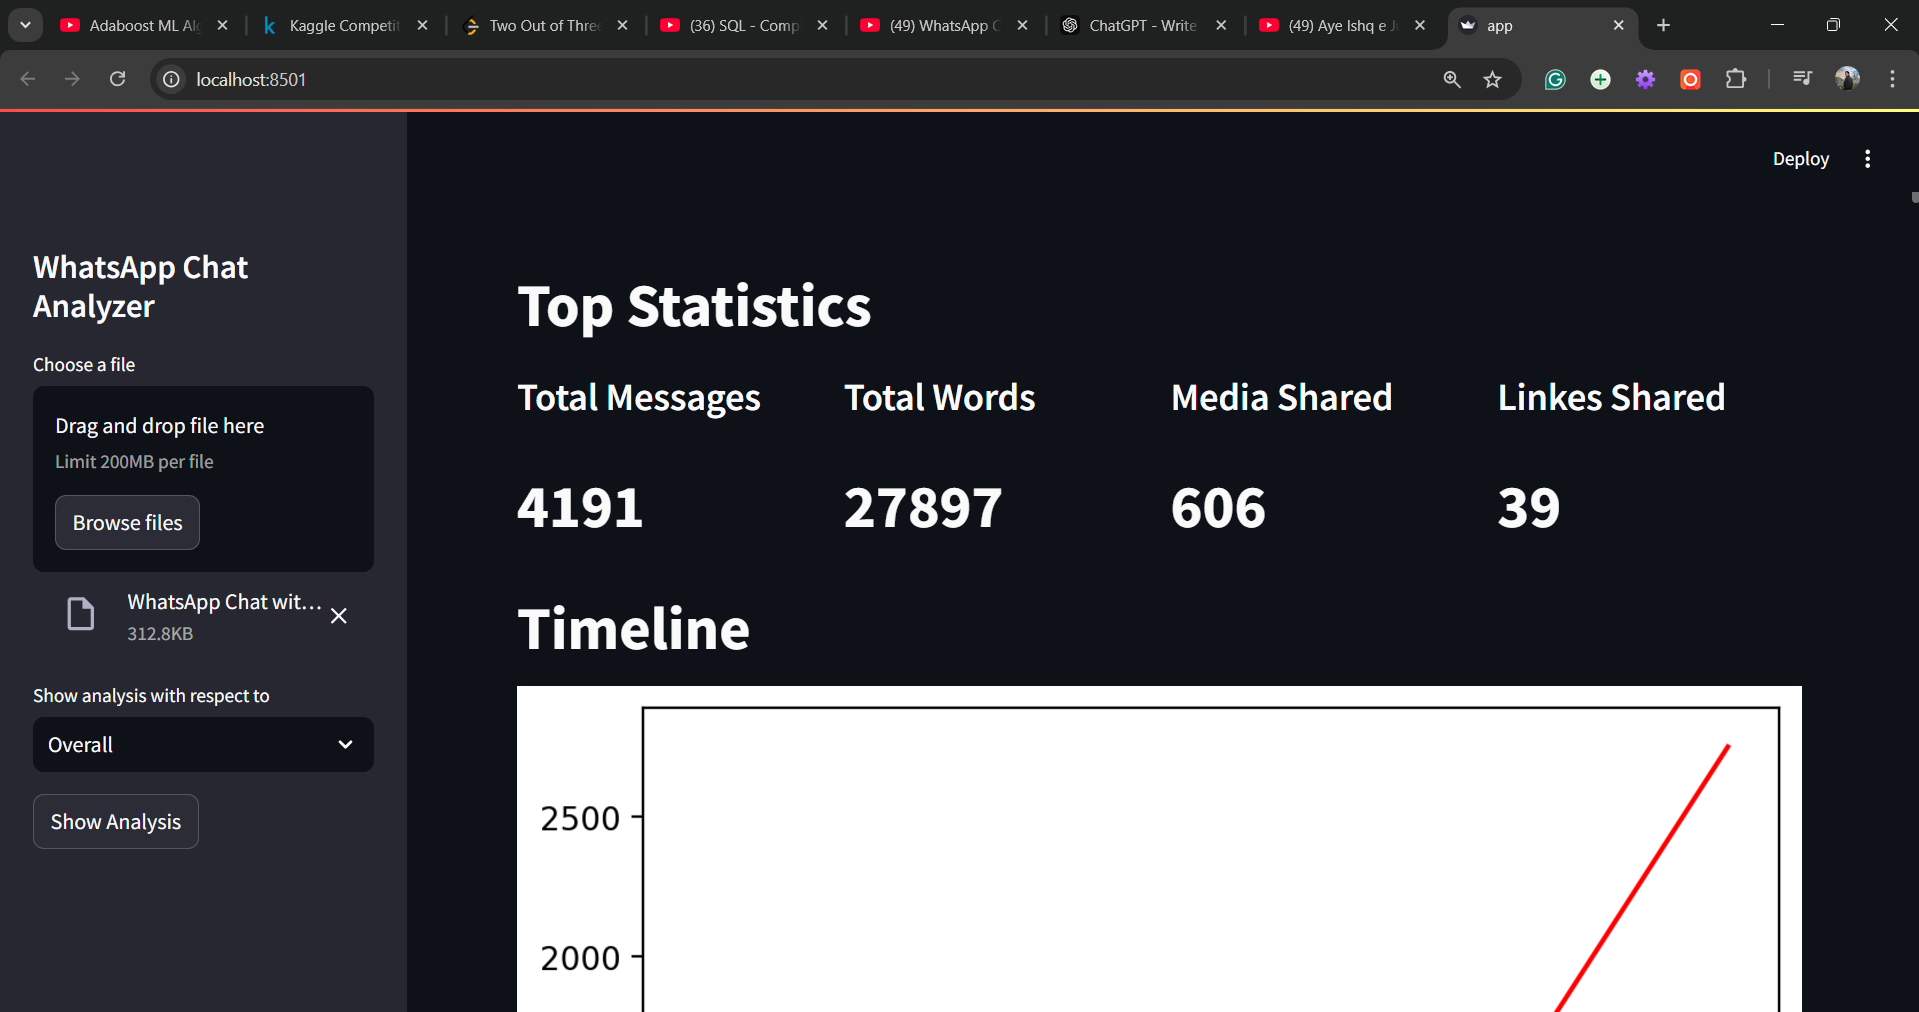 Adaboost ML Alg
Kaggle Competit
Two Out of Three
(36) SQL - Comp
(49) WhatsApp C
ChatGPT - Write
(49) Aye Ishq e J
app
localhost:8501
Deploy
WhatsApp Chat
Analyzer
Choose a file
Drag and drop file here
Limit 200MB per file
Browse files
WhatsApp Chat wit...
312.8KB
Show analysis with respect to
Overall
Show Analysis
Top Statistics
Total Messages
Total Words
Media Shared
Linkes Shared
4191
27897
606
39
Timeline
2500
2000